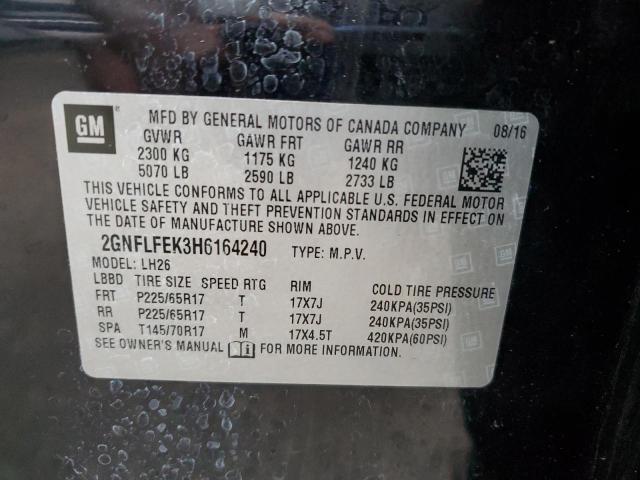 GM
MFD BY GENERAL MOTORS OF CANADA COMPANY 08/16
GVWR GAWR FRT GAWR RR
2300 KG 1175 KG 1240 KG
5070 LB 2590 LB 2733 LB
THIS VEHICLE CONFORMS TO ALL APPLICABLE U.S. FEDERAL MOTOR
VEHICLE SAFETY AND THEFT PREVENTION STANDARDS IN EFFECT ON
THE DATE OF MANUFACTURE SHOWN ABOVE.
2GNFLFEK3H6164240 TYPE: M.P.V.
MODEL: LH26
LBBD TIRE SIZE SPEED RTG RIM COLD TIRE PRESSURE
FRT P225/65R17 T 17X7J 240KPA(35PSI)
RR P225/65R17 T 17X7J 240KPA(35PSI)
SPA T145/70R17 M 17X4.5T 420KPA(60PSI)
SEE OWNER'S MANUAL FOR MORE INFORMATION.